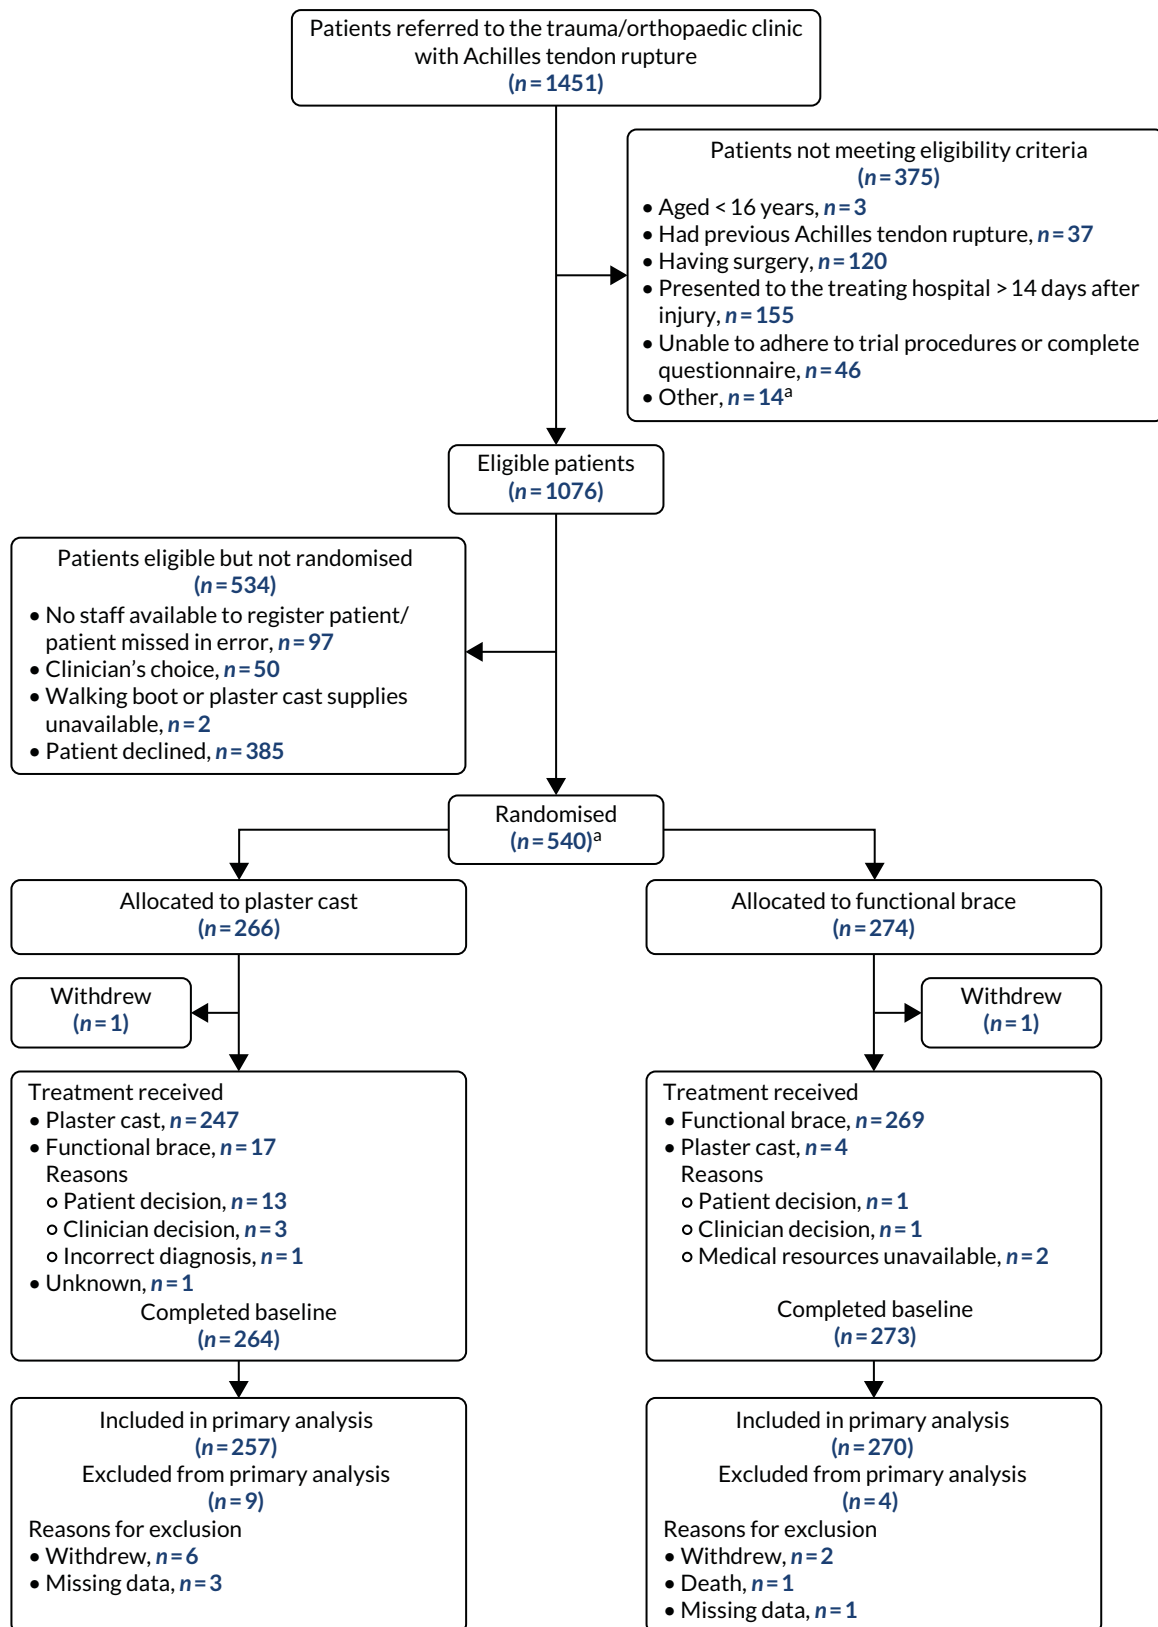 Patients referred to the trauma/orthopaedic clinic
with Achilles tendon rupture
(n = 1451)
Patients not meeting eligibility criteria
(n = 375)
• Aged < 16 years, n = 3
• Had previous Achilles tendon rupture, n = 37
• Having surgery, n = 120
• Presented to the treating hospital > 14 days after
injury, n = 155
• Unable to adhere to trial procedures or complete
questionnaire, n = 46
• Other, n = 14a
Eligible patients
(n = 1076)
Patients eligible but not randomised
(n = 534)
• No staff available to register patient/
patient missed in error, n = 97
• Clinician’s choice, n = 50
• Walking boot or plaster cast supplies
unavailable, n = 2
• Patient declined, n = 385
Randomised
(n = 540)a
Allocated to plaster cast
(n = 266)
Allocated to functional brace
(n = 274)
Withdrew
(n = 1)
Withdrew
(n = 1)
Treatment received
• Plaster cast, n = 247
• Functional brace, n = 17
Reasons
○ Patient decision, n = 13
○ Clinician decision, n = 3
○ Incorrect diagnosis, n = 1
• Unknown, n = 1
Completed baseline
(n = 264)
Treatment received
• Functional brace, n = 269
• Plaster cast, n = 4
Reasons
○ Patient decision, n = 1
○ Clinician decision, n = 1
○ Medical resources unavailable, n = 2
Completed baseline
(n = 273)
Included in primary analysis
(n = 257)
Excluded from primary analysis
(n = 9)
Reasons for exclusion
• Withdrew, n = 6
• Missing data, n = 3
Included in primary analysis
(n = 270)
Excluded from primary analysis
(n = 4)
Reasons for exclusion
• Withdrew, n = 2
• Death, n = 1
• Missing data, n = 1